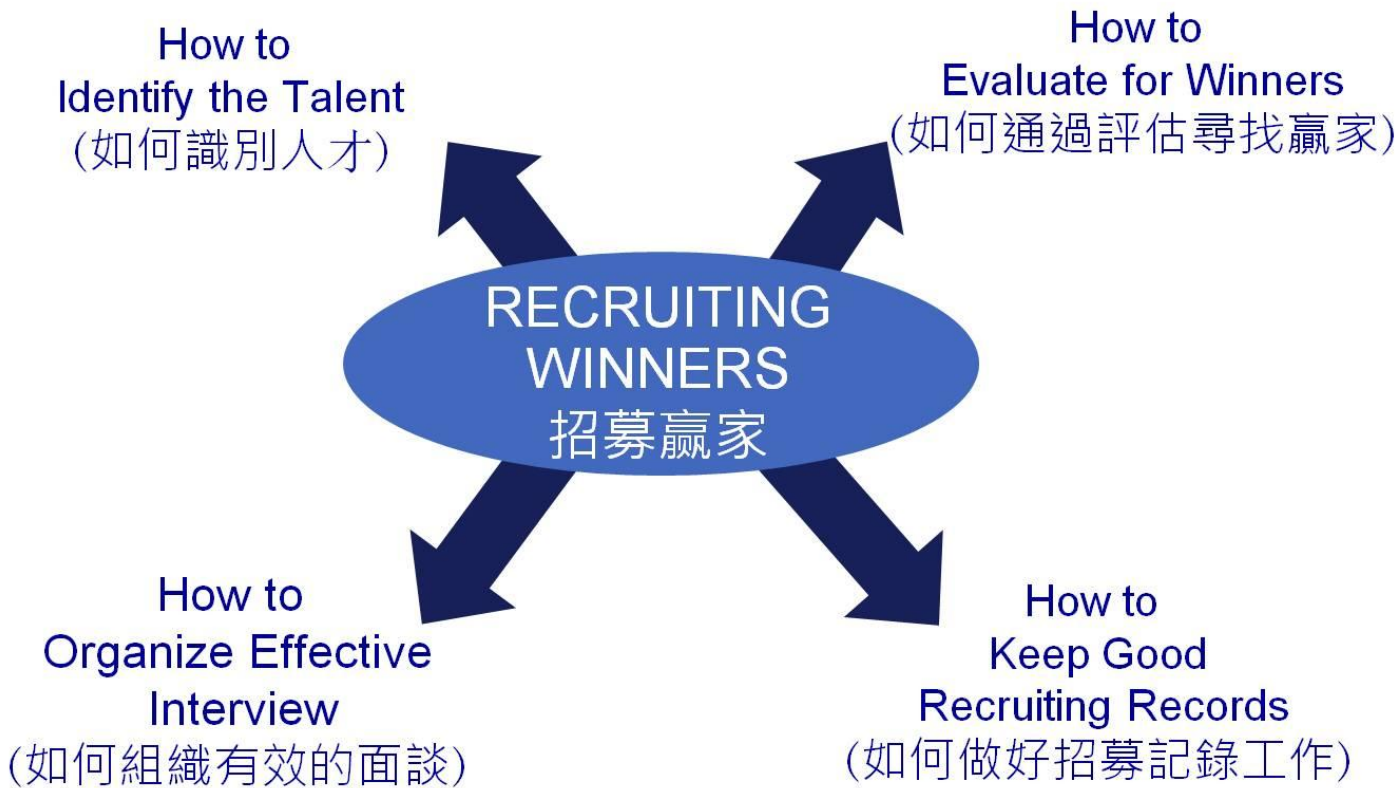 How to
Identify the Talent
(如何識別人才)
How to
Evaluate for Winners
(如何通過評估尋找贏家)
RECRUITING
WINNERS
招募赢家
How to
Organize Effective
Interview
(如何組織有效的面談)
How to
Keep Good
Recruiting Records
(如何做好招募記錄工作)